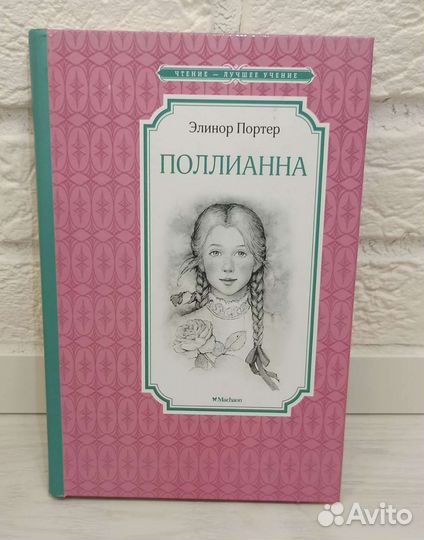 ЧТЕНИЕ — ЛУЧШЕЕ УЧЕНИЕ
Элинор Портер
ПОЛЛИАННА
Machaon
Avito